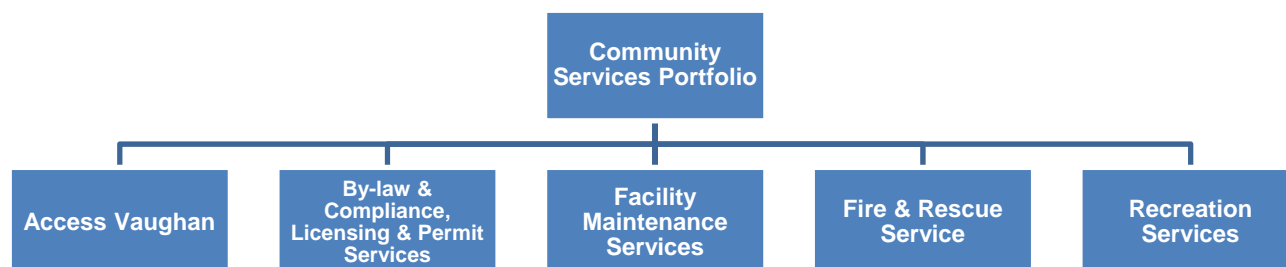 Community
Services Portfolio
Access Vaughan
By-law &
Compliance,
Licensing & Permit
Services
Facility
Maintenance
Services
Fire & Rescue
Service
Recreation
Services